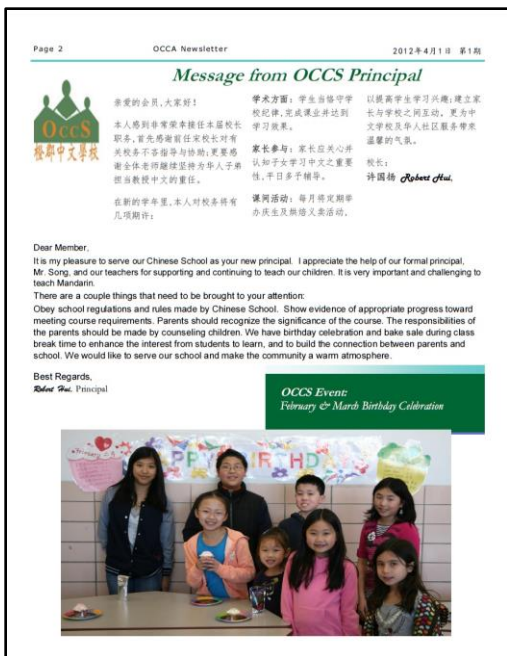 Page 2
OCCA Newsletter
2012年4月1日 第1期
Message from OCCS Principal
OCCS
橙郡中文學校
亲爱的会员,大家好!
本人感到非常荣幸接任本届校长
职务,首先感谢前任宋校长对有
关校务不吝指导与协助;更要感
谢全体老师继续坚持为华人子弟
担当教授中文的重任。
在新的学年里,本人对校务将有
几项期许:
学术方面: 学生当恪守学
校纪律,完成课业并达到
学习效果。
家长参与: 家长应关心并
认知子女学习中文之重要
性,平日多予辅导。
课间活动: 每月将定期举
办庆生及烘焙义卖活动,
以提高学生学习兴趣;建立家
长与学校之间互动,更为中
文学校及华人社区服务带来
温馨的气氛。
校长:
许国扬 Robert Hui.
Dear Member,
It is my pleasure to serve our Chinese School as your new principal. I appreciate the help of our formal principal,
Mr. Song, and our teachers for supporting and continuing to teach our children. It is very important and challenging to
teach Mandarin.
There are a couple things that need to be brought to your attention:
Obey school regulations and rules made by Chinese School. Show evidence of appropriate progress toward
meeting course requirements. Parents should recognize the significance of the course. The responsibilities of
the parents should be made by counseling children. We have birthday celebration and bake sale during class
break time to enhance the interest from students to learn, and to build the connection between parents and
school. We would like to serve our school and make the community a warm atmosphere.
Best Regards,
Robert Hui, Principal
OCCS Event:
February & March Birthday Celebration
HAPPY BIRTHDAY